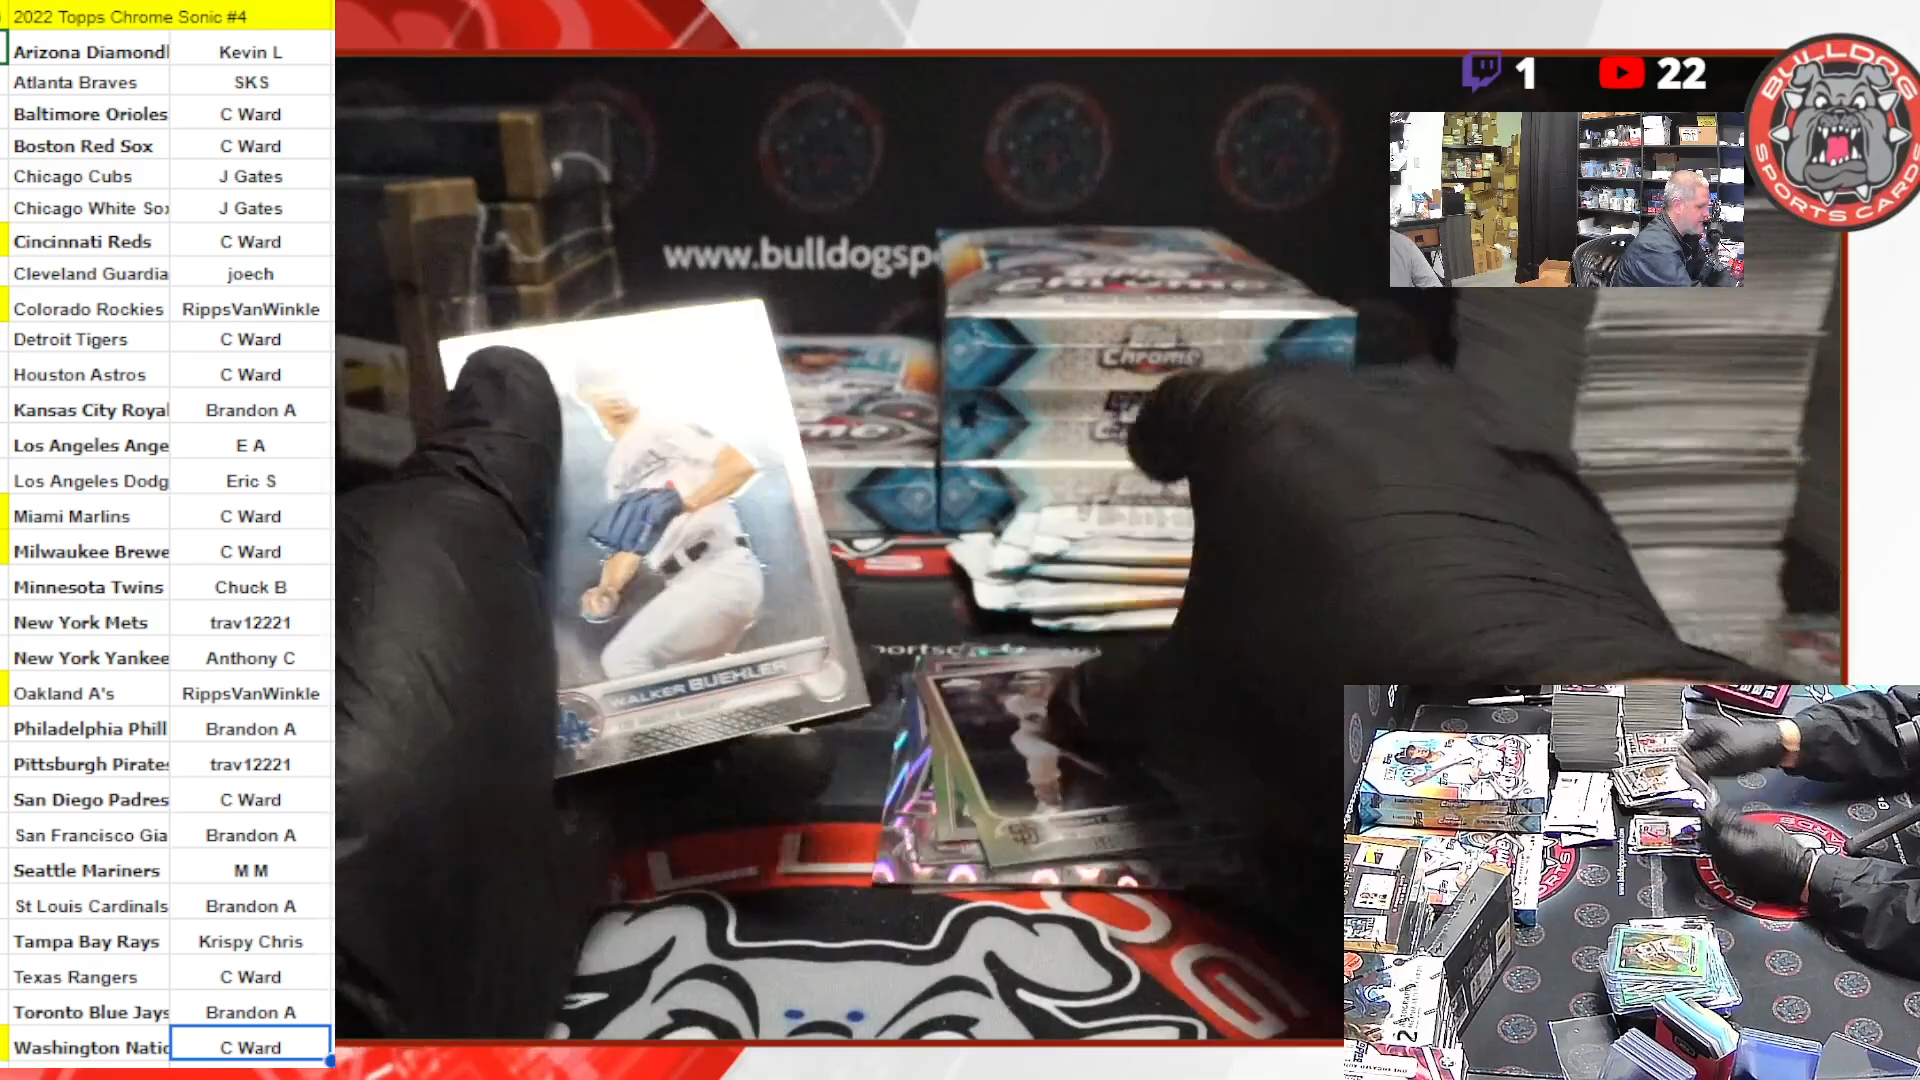 2022 Topps Chrome Sonic #4
Arizona Diamondl Kevin L
Atlanta Braves SKS
Baltimore Orioles C Ward
Boston Red Sox C Ward
Chicago Cubs J Gates
Chicago White Sox J Gates
Cincinnati Reds C Ward
Cleveland Guardia joech
Colorado Rockies RippsVanWinkle
Detroit Tigers C Ward
Houston Astros C Ward
Kansas City Royal Brandon A
Los Angeles Ange E A
Los Angeles Dodg Eric S
Miami Marlins C Ward
Milwaukee Brewe C Ward
Minnesota Twins Chuck B
New York Mets trav12221
New York Yankee Anthony C
Oakland A's RippsVanWinkle
Philadelphia Phill Brandon A
Pittsburgh Pirates trav12221
San Diego Padres C Ward
San Francisco Gia Brandon A
Seattle Mariners M M
St Louis Cardinals Brandon A
Tampa Bay Rays Krispy Chris
Texas Rangers C Ward
Toronto Blue Jays Brandon A
Washington Natic C Ward
1 22
BULLDOG
SPORTS CARDS
www.bulldogspo
Chrome
WALKER BUEHLER